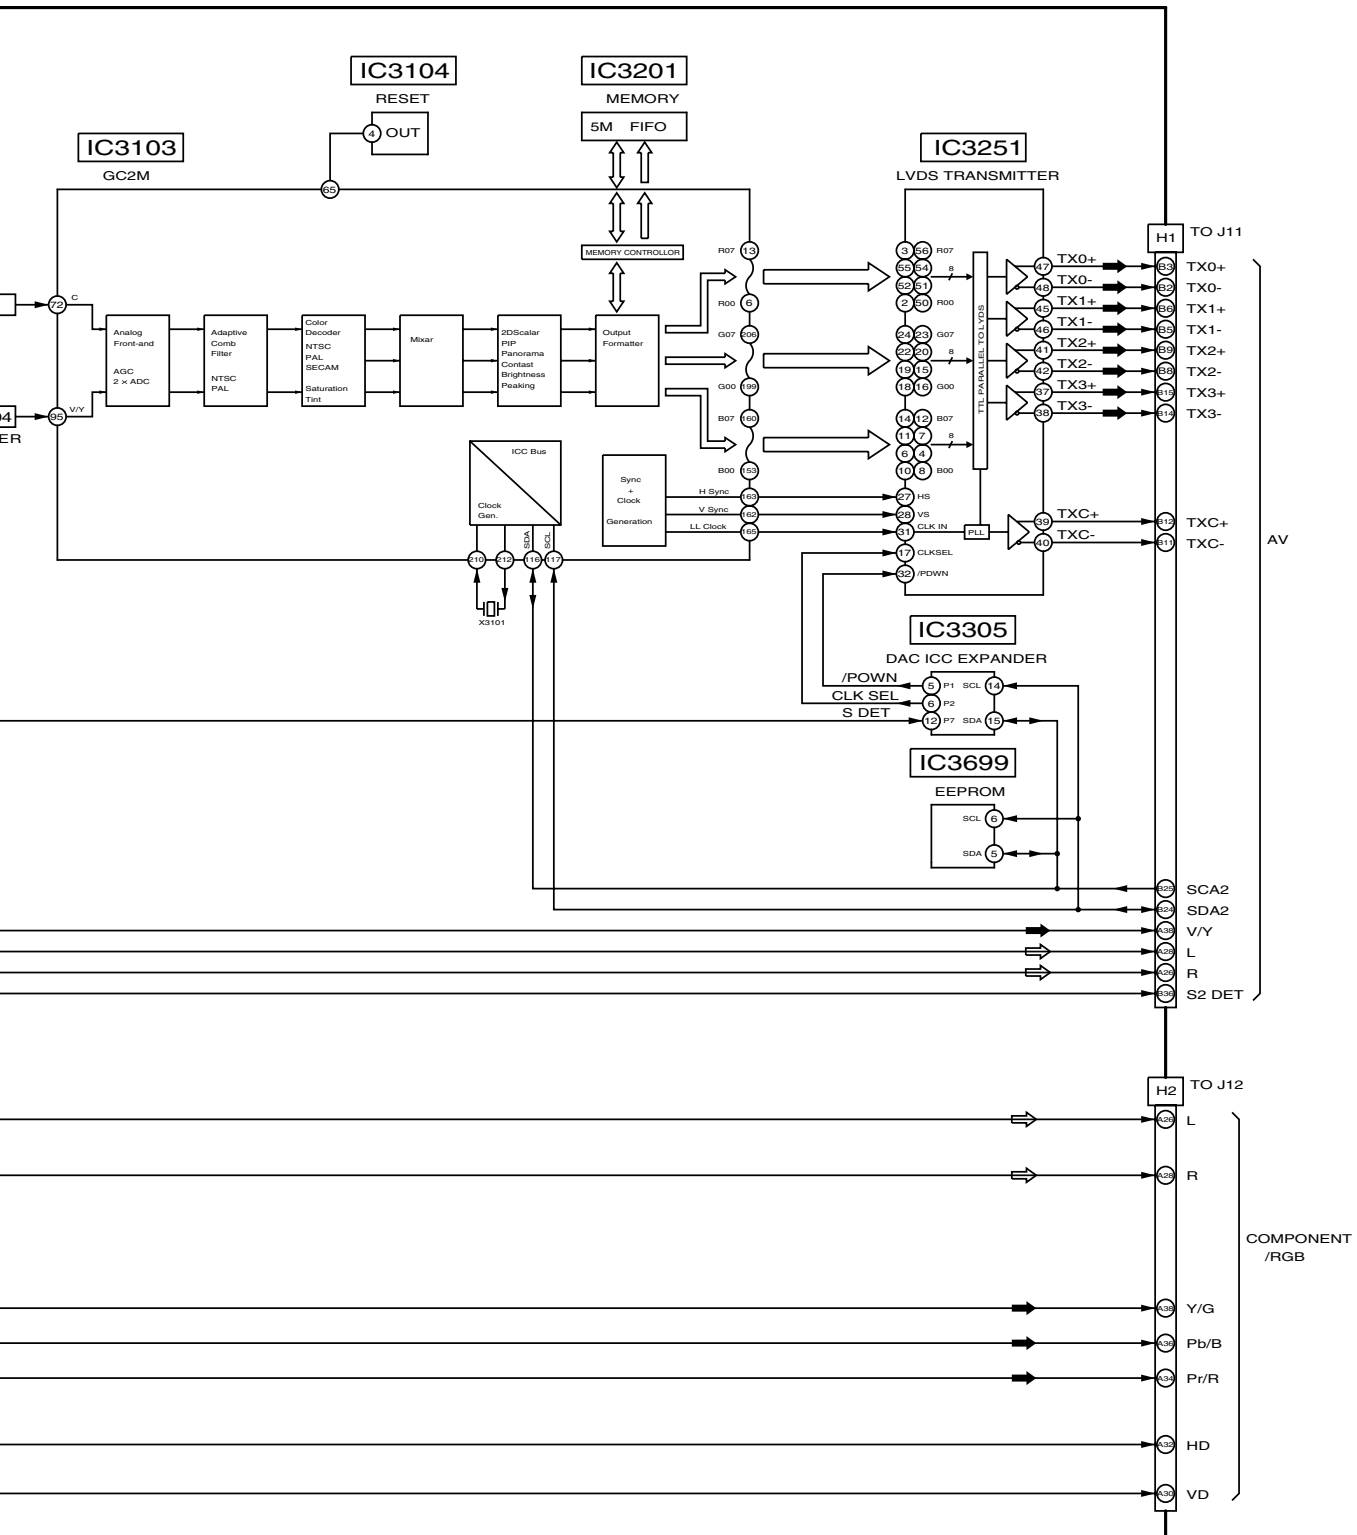 IC3104
RESET
4 OUT
IC3201
MEMORY
5M FIFO
IC3103
GC2M
65
IC3251
LVDS TRANSMITTER
MEMORY CONTROLLOR
72 C
95 V/Y
04
ER
Analog
Front-and
AGC
2 x ADC
Adaptive
Comb
Filter
NTSC
PAL
Color
Decoder
NTSC
PAL
SECAM
Saturation
Tint
Mixar
2DScalar
PIP
Panorama
Contast
Brightness
Peaking
Output
Formatter
R07 13
R00 6
G07 206
G00 199
B07 160
B00 153
H Sync 163
V Sync 162
LL Clock 165
Sync
+
Clock
Generation
ICC Bus
Clock
Gen.
SDA
SCL
210 212 116 117
X3101
3 56 R07
55 54 8
52 51
2 50 R00
24 23 G07
22 20 8
19 15
18 16 G00
14 12 B07
11 7 8
6 4
10 8 B00
27 HS
28 VS
31 CLK IN
17 CLKSEL
32 /PDWN
TTL PARALLEL TO LYDS
PLL
47 TX0+
48 TX0-
45 TX1+
46 TX1-
41 TX2+
42 TX2-
37 TX3+
38 TX3-
39 TXC+
40 TXC-
H1 TO J11
B3 TX0+
B2 TX0-
B6 TX1+
B5 TX1-
B9 TX2+
B8 TX2-
B15 TX3+
B14 TX3-
B12 TXC+
B11 TXC-
AV
IC3305
DAC ICC EXPANDER
/POWN 5 P1 SCL 14
CLK SEL 6 P2
S DET 12 P7 SDA 15
IC3699
EEPROM
SCL 6
SDA 5
B25 SCA2
B24 SDA2
A38 V/Y
A28 L
A26 R
B36 S2 DET
H2 TO J12
A26 L
A28 R
COMPONENT
/RGB
A38 Y/G
A36 Pb/B
A34 Pr/R
A32 HD
A30 VD